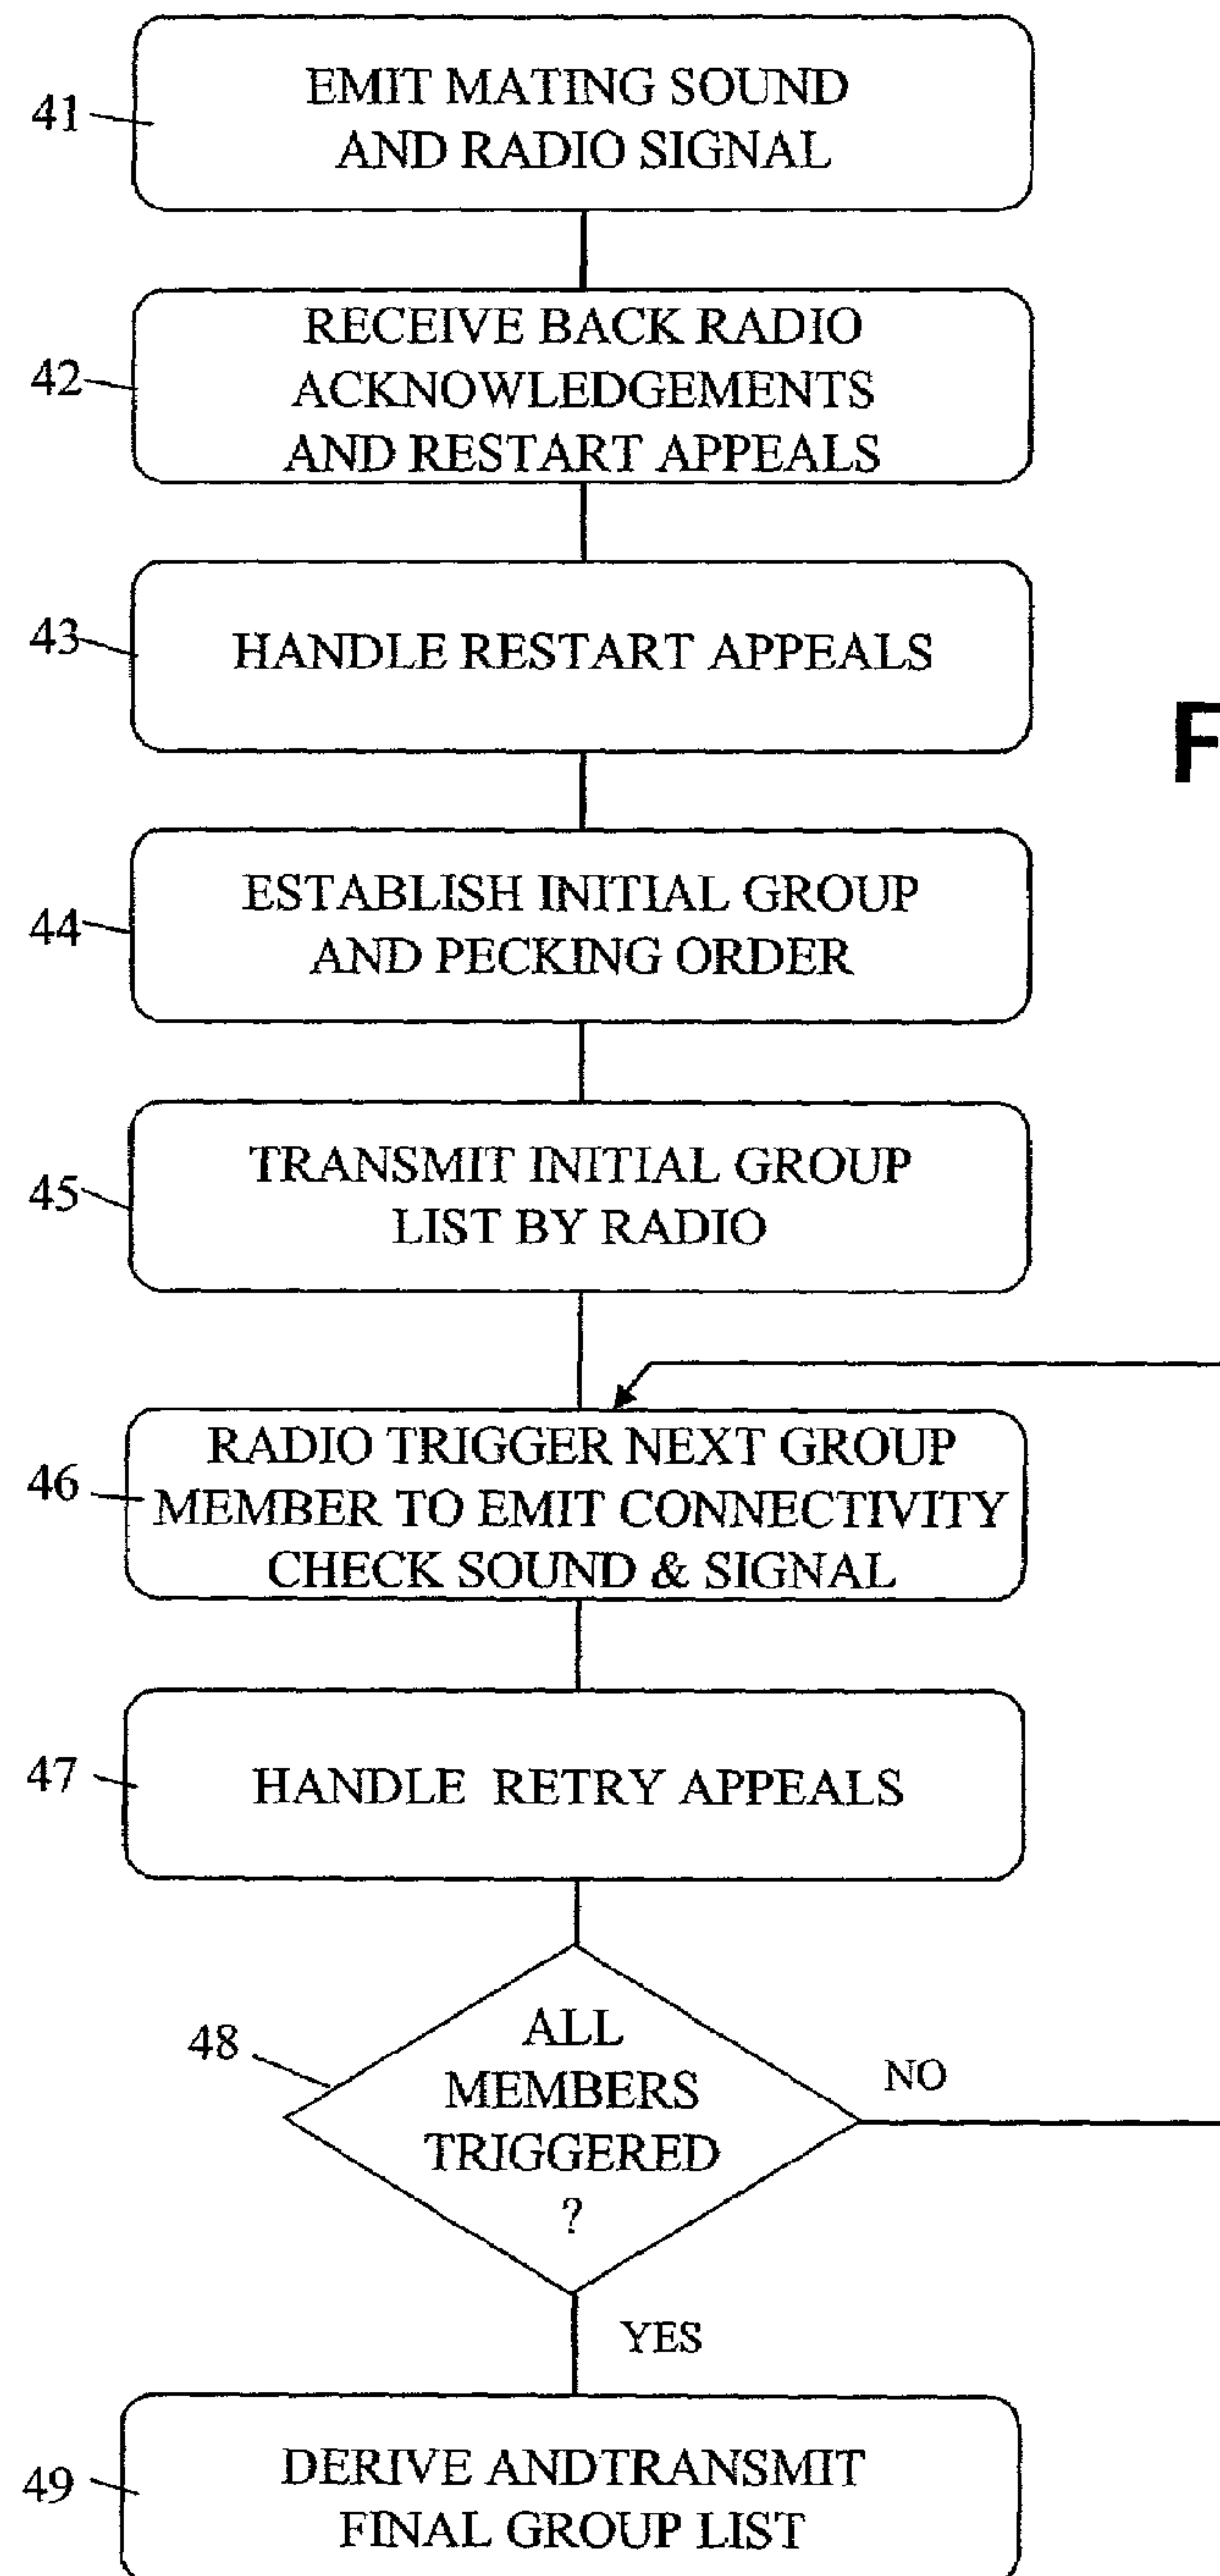 41
EMIT MATING SOUND
AND RADIO SIGNAL
42
RECEIVE BACK RADIO
ACKNOWLEDGEMENTS
AND RESTART APPEALS
43
HANDLE RESTART APPEALS
F
44
ESTABLISH INITIAL GROUP
AND PECKING ORDER
45
TRANSMIT INITIAL GROUP
LIST BY RADIO
46
RADIO TRIGGER NEXT GROUP
MEMBER TO EMIT CONNECTIVITY
CHECK SOUND & SIGNAL
47
HANDLE RETRY APPEALS
48
ALL
MEMBERS
TRIGGERED
?
NO
YES
49
DERIVE ANDTRANSMIT
FINAL GROUP LIST